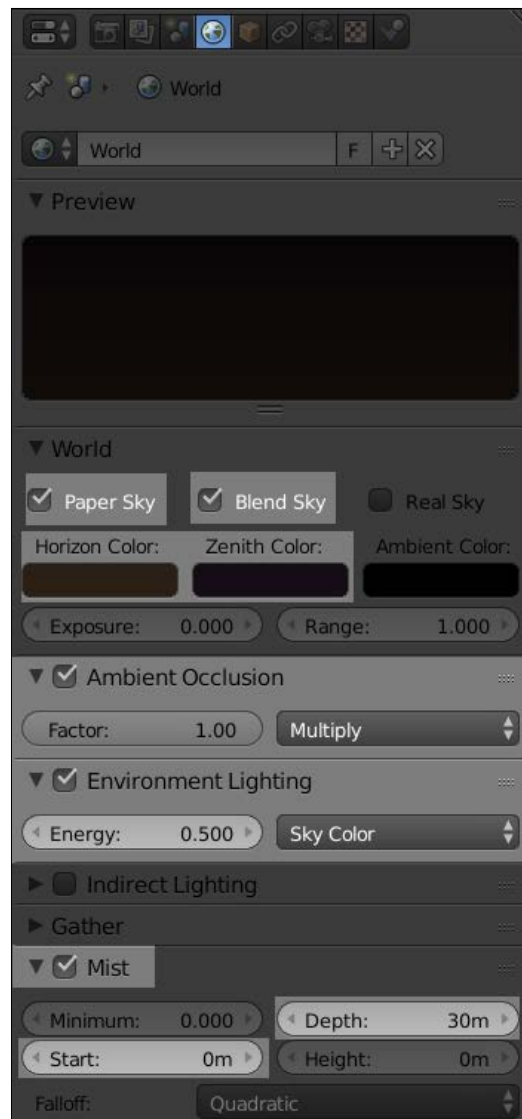 World
World F
Preview
World
Paper Sky Blend Sky Real Sky
Horizon Color: Zenith Color: Ambient Color:
Exposure: 0.000 Range: 1.000
Ambient Occlusion
Factor: 1.00 Multiply
Environment Lighting
Energy: 0.500 Sky Color
Indirect Lighting
Gather
Mist
Minimum: 0.000 Depth: 30m
Start: 0m Height: 0m
Falloff: Quadratic